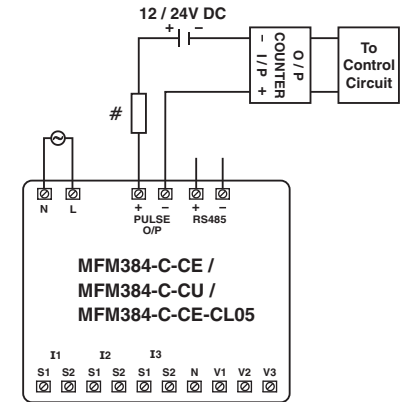 12 / 24V DC
+ −
− I/P +
COUNTER
O/P
To
Control
Circuit
#
N L + − + −
PULSE
O/P
RS485
MFM384-C-CE /
MFM384-C-CU /
MFM384-C-CE-CL05
I1 I2 I3
S1 S2 S1 S2 S1 S2 N V1 V2 V3